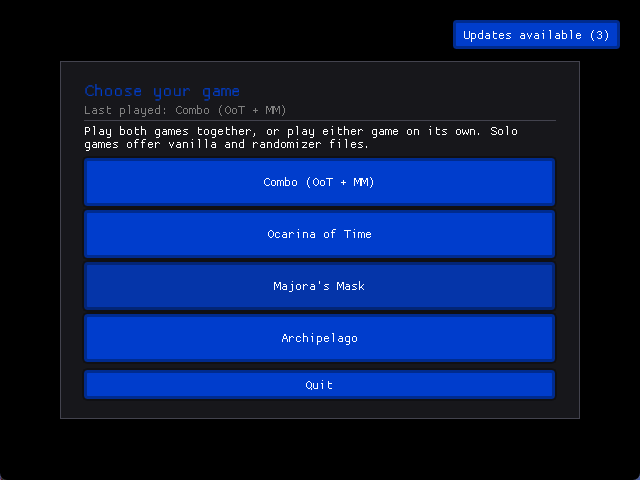 Updates available (3)
Choose your game
Last played: Combo (OoT + MM)
Play both games together, or play either game on its own. Solo
games offer vanilla and randomizer files.
Combo (OoT + MM)
Ocarina of Time
Majora's Mask
Archipelago
Quit